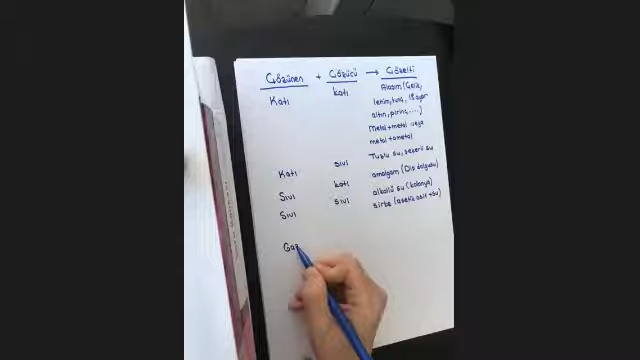 Çözünen + Çözücü → Çözelti
Katı katı Alaşım (Çelik,
lehim, tunç, 18 ayar
altın, pirinç, ....)
Metal + metal veya
metal + ametal
Katı sıvı Tuzlu su, şekerli su
Sıvı katı amalgam (Diş dolgusu)
Sıvı sıvı alkollü su (kolonya)
sirke (asetik asit + su)
Gaz